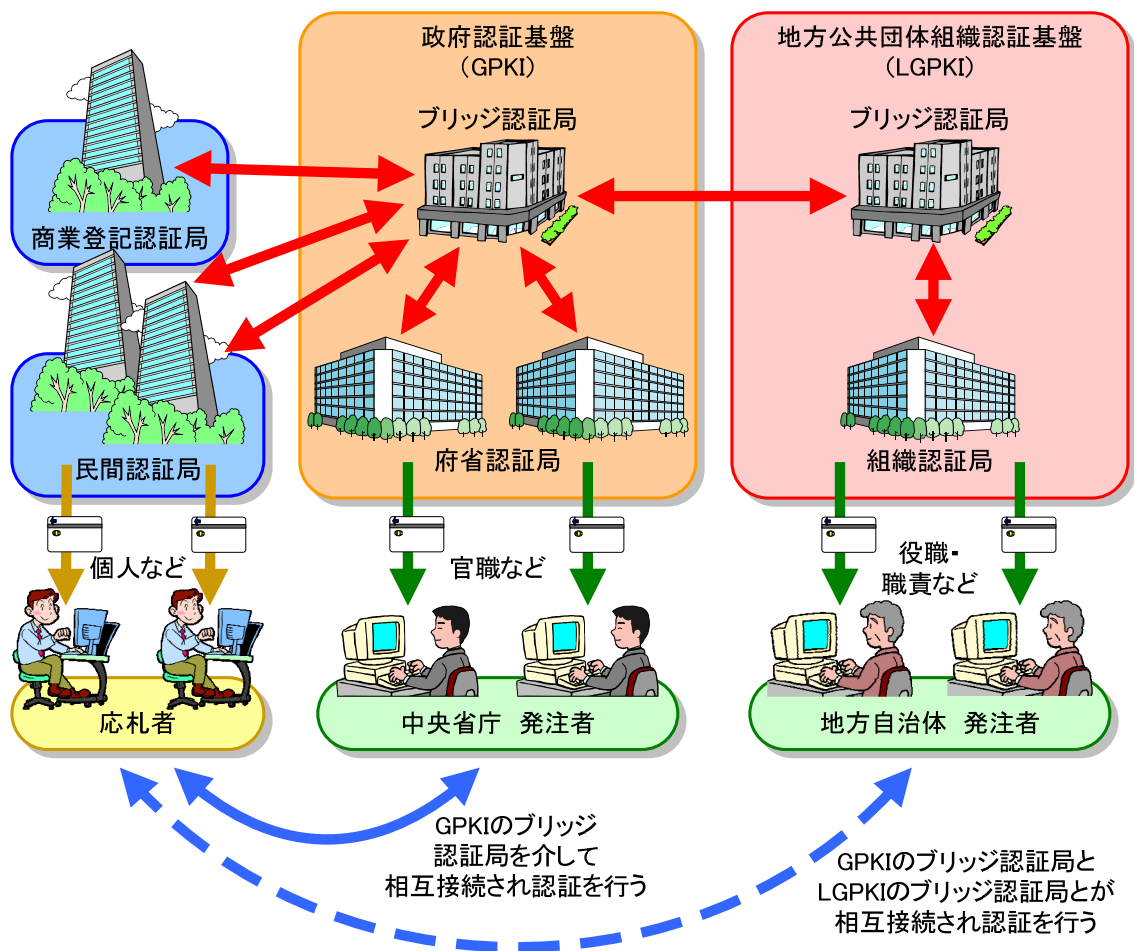 政府認証基盤
（GPKI）
ブリッジ認証局
地方公共団体組織認証基盤
（LGPKI）
ブリッジ認証局
商業登記認証局
民間認証局
府省認証局
組織認証局
個人など
官職など
役職・
職責など
応札者
中央省庁 発注者
地方自治体 発注者
GPKIのブリッジ
認証局を介して
相互接続され認証を行う
GPKIのブリッジ認証局と
LGPKIのブリッジ認証局とが
相互接続され認証を行う